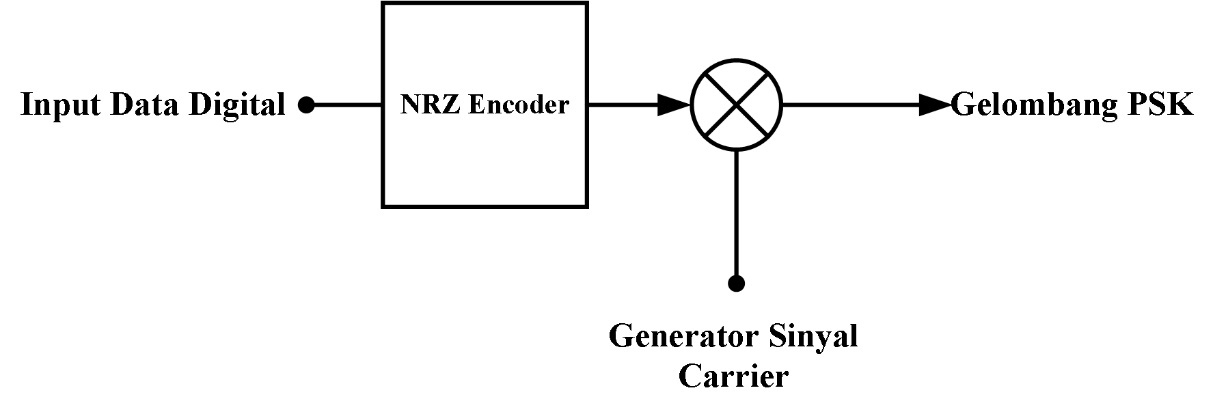 Input Data Digital
NRZ Encoder
Gelombang PSK
Generator Sinyal
Carrier